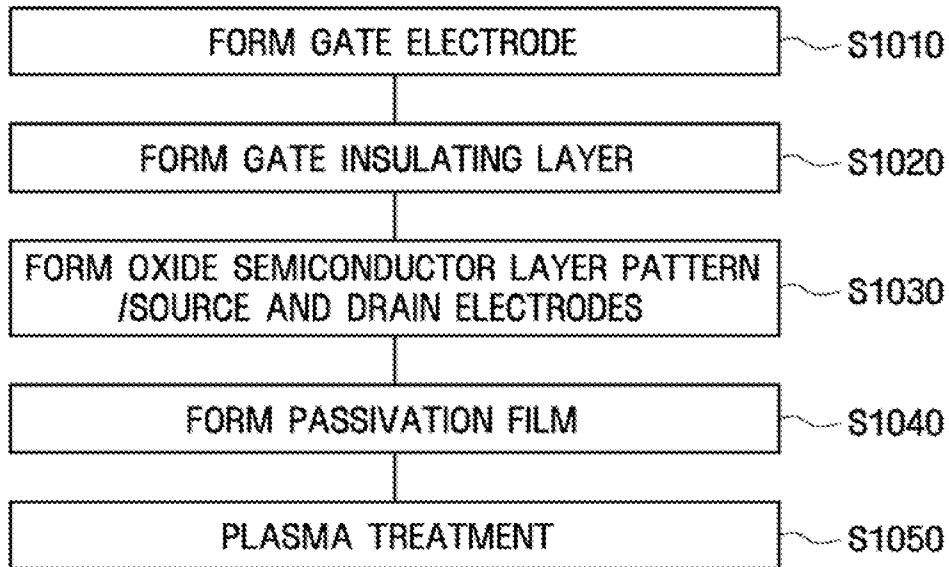 FORM GATE ELECTRODE S1010
FORM GATE INSULATING LAYER S1020
FORM OXIDE SEMICONDUCTOR LAYER PATTERN
/SOURCE AND DRAIN ELECTRODES S1030
FORM PASSIVATION FILM S1040
PLASMA TREATMENT S1050